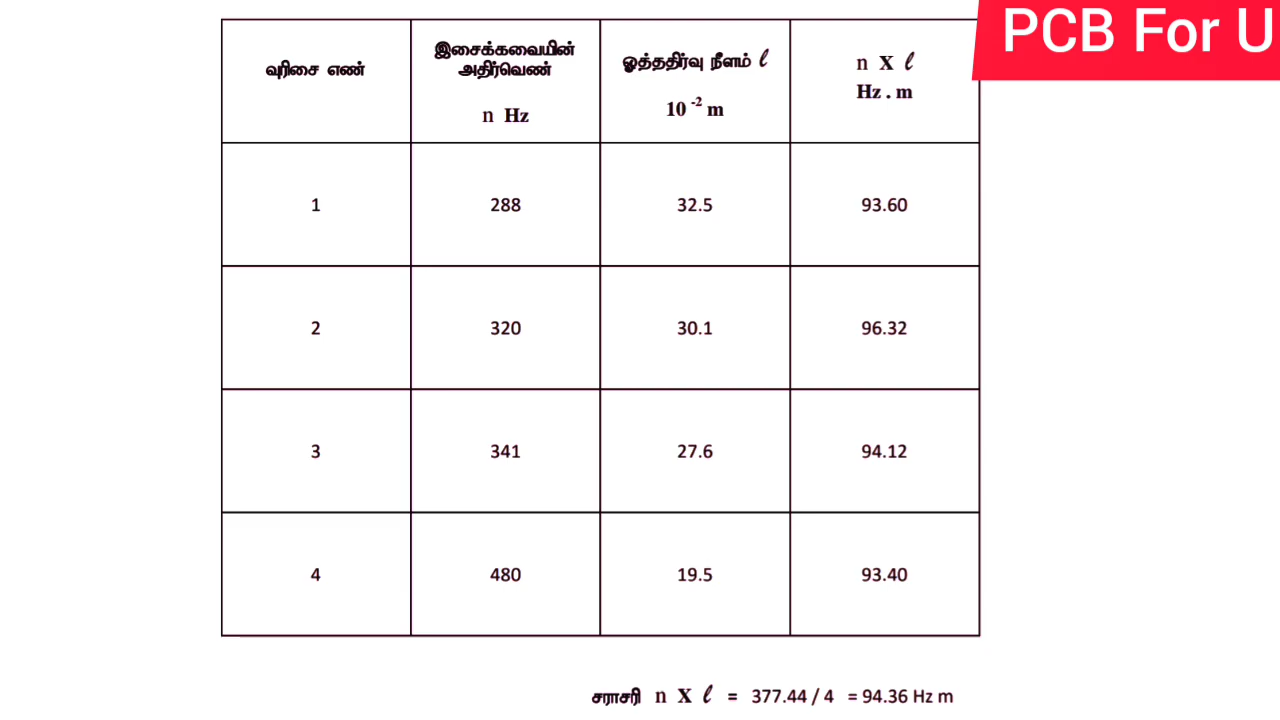 PCB For U
வரிசை எண்
இசைக்கவையின்
அதிர்வெண்
n Hz
ஓத்ததிர்வு நீளம் ℓ
10 -2 m
n X ℓ
Hz . m
1 288 32.5 93.60
2 320 30.1 96.32
3 341 27.6 94.12
4 480 19.5 93.40
சராசரி n X ℓ = 377.44 / 4 = 94.36 Hz m